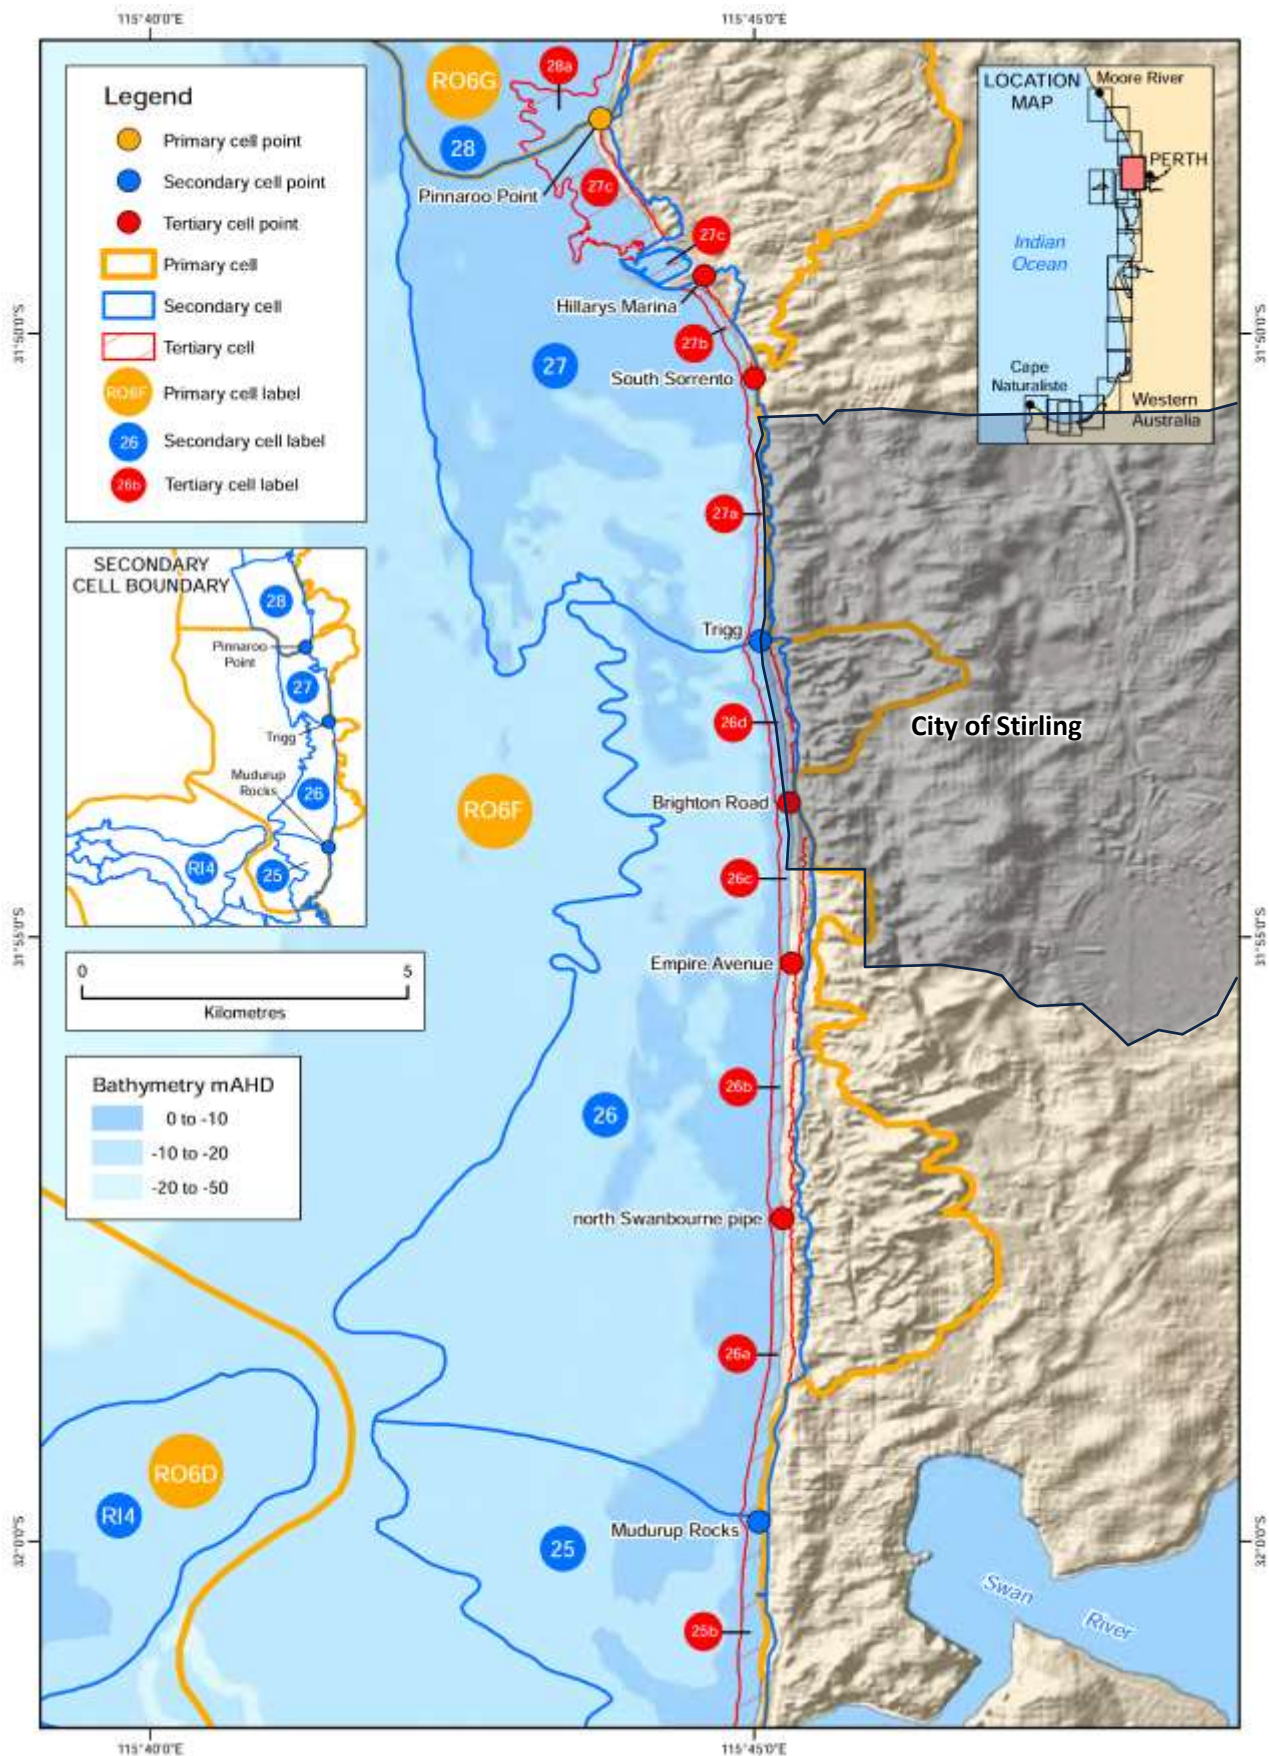 115°40'0"E
115°45'0"E
Legend
Primary cell point
Secondary cell point
Tertiary cell point
Primary cell
Secondary cell
Tertiary cell
RO6F
Primary cell label
26
Secondary cell label
26b
Tertiary cell label
SECONDARY
CELL BOUNDARY
28
Pinnaroo
Point
27
Trigg
Mudurup
Rocks
26
RI4
25
0
5
Kilometres
Bathymetry mAHD
0 to -10
-10 to -20
-20 to -50
LOCATION
MAP
Moore River
PERTH
Indian
Ocean
Cape
Naturaliste
Western
Australia
RO6G
28a
28
Pinnaroo Point
27c
27c
Hillarys Marina
27b
27
South Sorrento
27a
Trigg
City of Stirling
26d
Brighton Road
RO6F
26c
Empire Avenue
26b
26
north Swanbourne pipe
26a
RO6D
RI4
Mudurup Rocks
25
25b
Swan
River
31°50'0"S
31°50'0"S
31°55'0"S
31°55'0"S
32°0'0"S
32°0'0"S
115°40'0"E
115°45'0"E